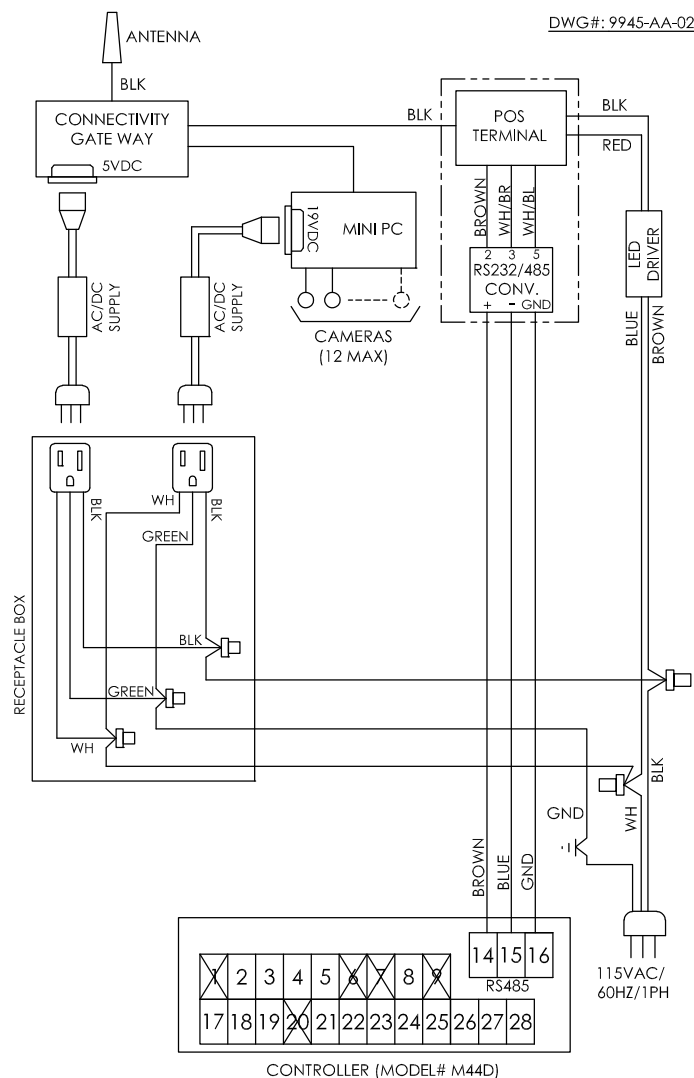 DWG#: 9945-AA-02
ANTENNA
BLK
CONNECTIVITY
GATE WAY
5VDC
BLK
POS
TERMINAL
BLK
RED
19VDC
MINI PC
BROWN
WH/BR
WH/BL
2 3 5
RS232/485
CONV.
+ - GND
LED
DRIVER
AC/DC
SUPPLY
AC/DC
SUPPLY
CAMERAS
(12 MAX)
BLUE
BROWN
BLK
WH
BLK
GREEN
RECEPTACLE BOX
BLK
GREEN
WH
BLK
WH
GND
BROWN
BLUE
GND
14 15 16
RS485
1 2 3 4 5 6 7 8 9
17 18 19 20 21 22 23 24 25 26 27 28
115VAC/
60HZ/1PH
CONTROLLER (MODEL# M44D)